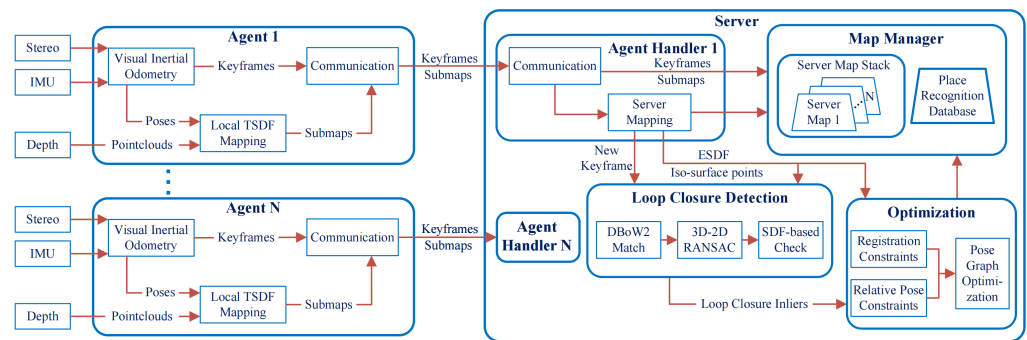 Server
Agent 1
Stereo
IMU
Depth
Visual Inertial
Odometry
Keyframes
Communication
Poses
Pointclouds
Local TSDF
Mapping
Submaps
Keyframes
Submaps
Agent Handler 1
Communication
Keyframes
Submaps
Server
Mapping
Map Manager
Server Map Stack
Server
Map 1
N
Place
Recognition
Database
New
Keyframe
ESDF
Iso-surface points
Agent N
Stereo
IMU
Depth
Visual Inertial
Odometry
Keyframes
Communication
Poses
Pointclouds
Local TSDF
Mapping
Submaps
Keyframes
Submaps
Agent
Handler N
Loop Closure Detection
DBoW2
Match
3D-2D
RANSAC
SDF-based
Check
Loop Closure Inliers
Optimization
Registration
Constraints
Relative Pose
Constraints
Pose
Graph
Optimi-
zation